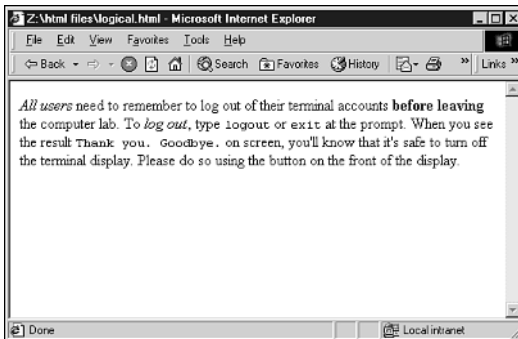 Z:\html files\logical.html - Microsoft Internet Explorer
File Edit View Favorites Tools Help
Back Search Favorites History » Links »
All users need to remember to log out of their terminal accounts before leaving
the computer lab. To log out, type logout or exit at the prompt. When you see
the result Thank you. Goodbye. on screen, you'll know that it's safe to turn off
the terminal display. Please do so using the button on the front of the display.
Done Local intranet